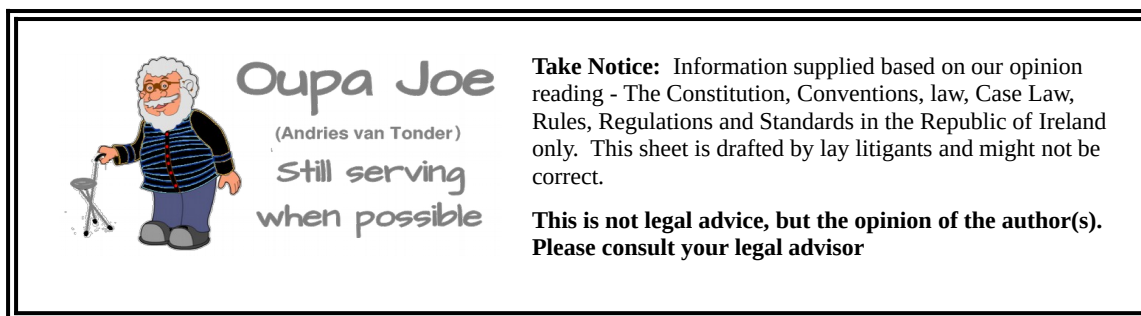 Oupa Joe
(Andries van Tonder)
Still serving
when possible
Take Notice:  Information supplied based on our opinion
reading - The Constitution, Conventions, law, Case Law,
Rules, Regulations and Standards in the Republic of Ireland
only.  This sheet is drafted by lay litigants and might not be
correct.
This is not legal advice, but the opinion of the author(s).
Please consult your legal advisor